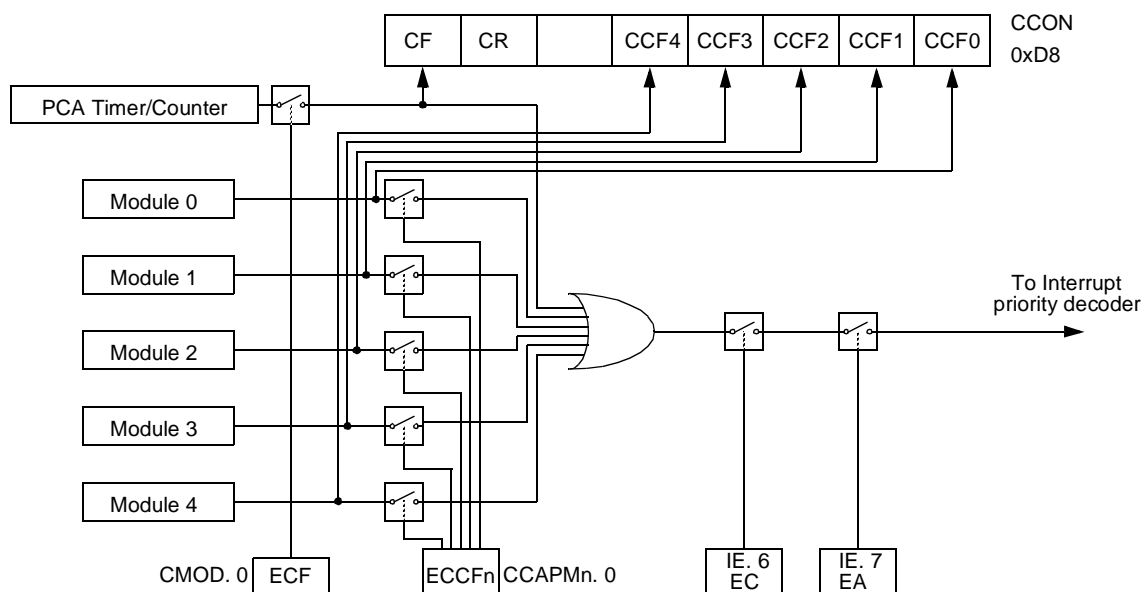 CF CR CCF4 CCF3 CCF2 CCF1 CCF0
CCON
0xD8
PCA Timer/Counter
Module 0
Module 1
Module 2
Module 3
Module 4
To Interrupt
priority decoder
CMOD. 0
ECF
ECCFn
CCAPMn. 0
IE. 6
EC
IE. 7
EA